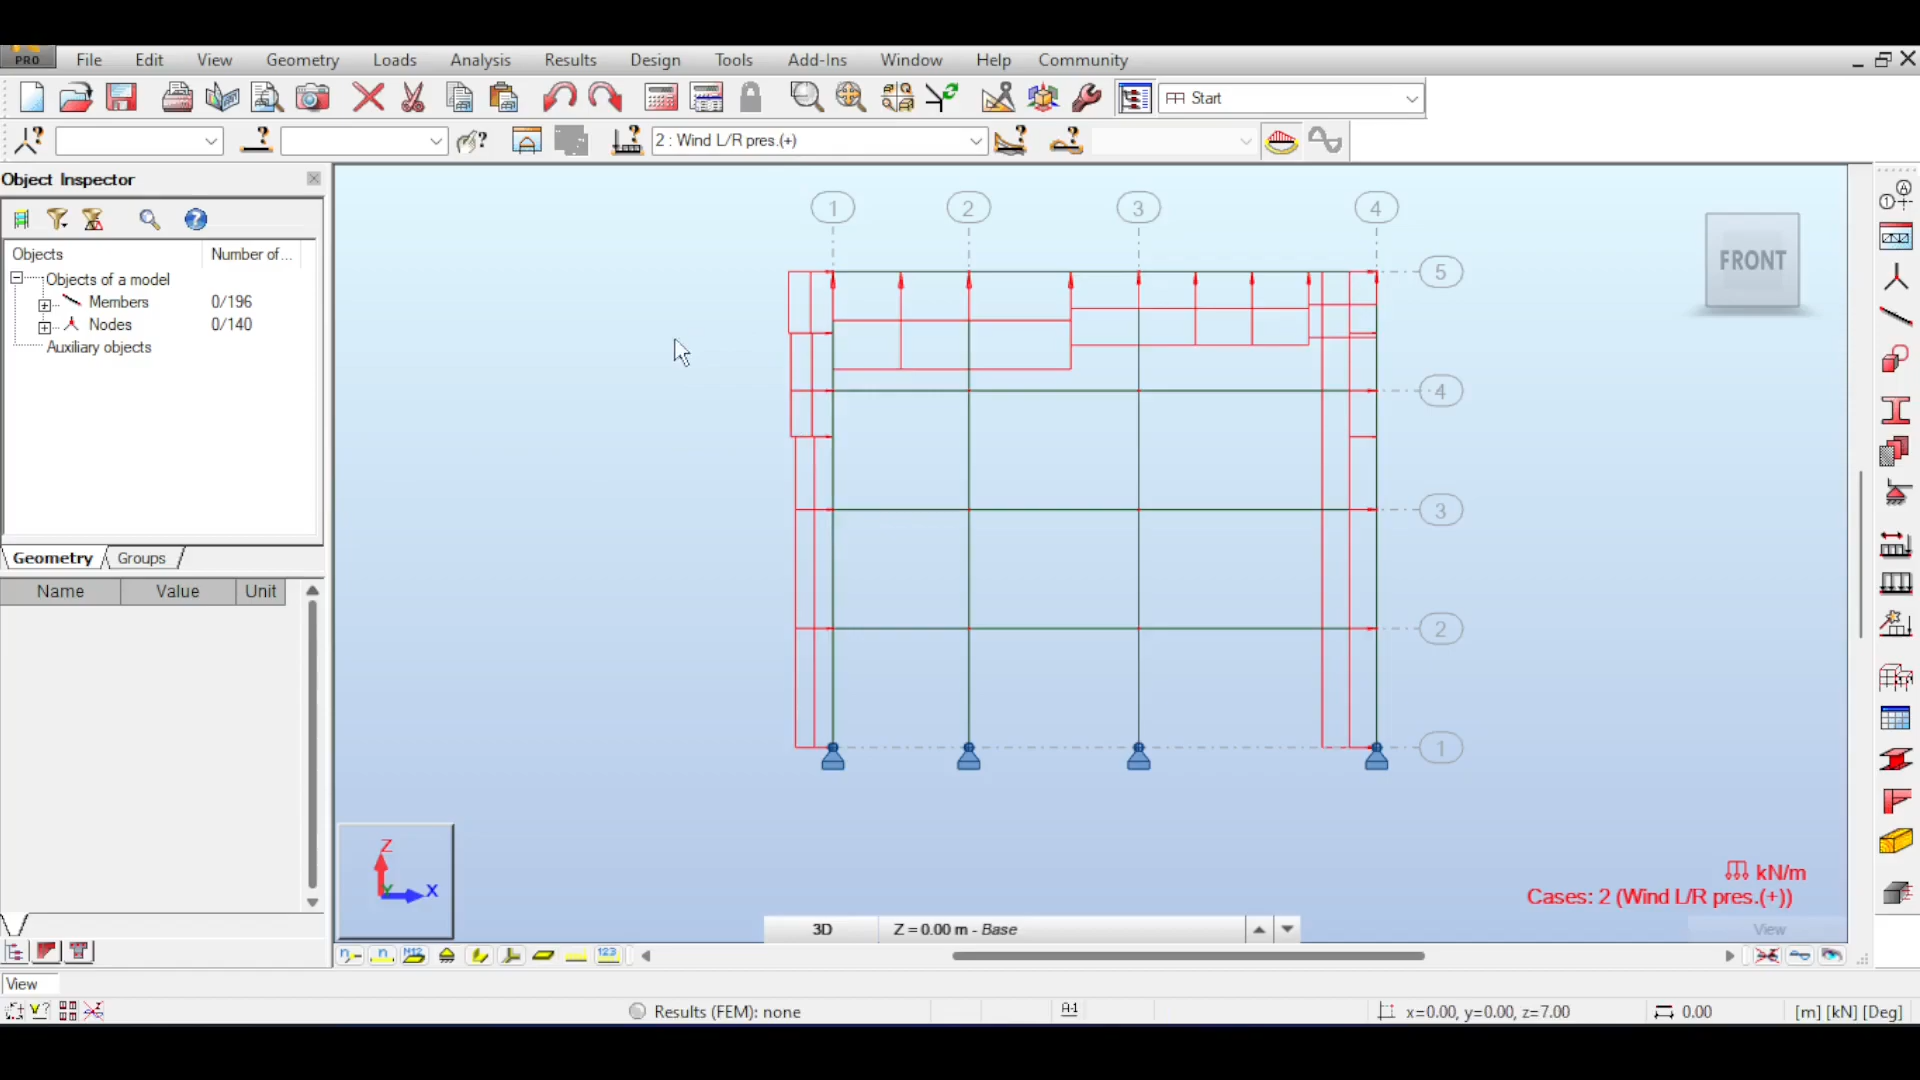 PRO File Edit View Geometry Loads Analysis Results Design Tools Add-Ins Window Help Community
Start
2 : Wind L/R pres.(+)
Object Inspector
Objects Number of...
Objects of a model
Members 0/196
Nodes 0/140
Auxiliary objects
Geometry Groups
Name Value Unit
1 2 3 4
5
4
3
2
1
FRONT
Z
Y
X
kN/m
Cases: 2 (Wind L/R pres.(+))
3D Z = 0.00 m - Base
View
View
Results (FEM): none
x=0.00, y=0.00, z=7.00
0.00
[m] [kN] [Deg]